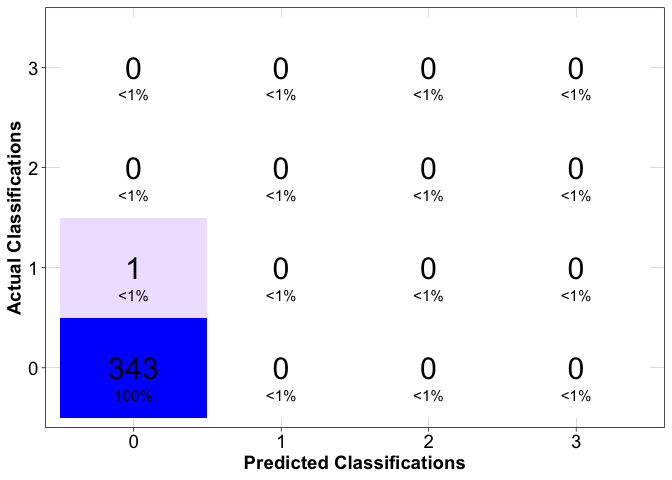 Actual Classifications
3
0 0 0 0
<1% <1% <1% <1%
2
0 0 0 0
<1% <1% <1% <1%
1
1 0 0 0
<1% <1% <1% <1%
0
343 0 0 0
100% <1% <1% <1%
0 1 2 3
Predicted Classifications